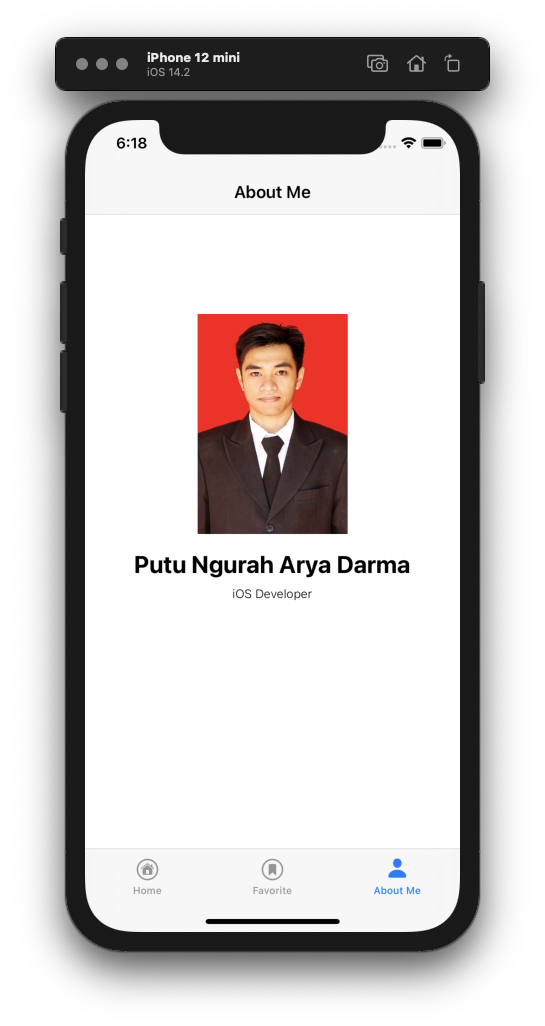 iPhone 12 mini
iOS 14.2
6:18
About Me
Putu Ngurah Arya Darma
iOS Developer
Home
Favorite
About Me